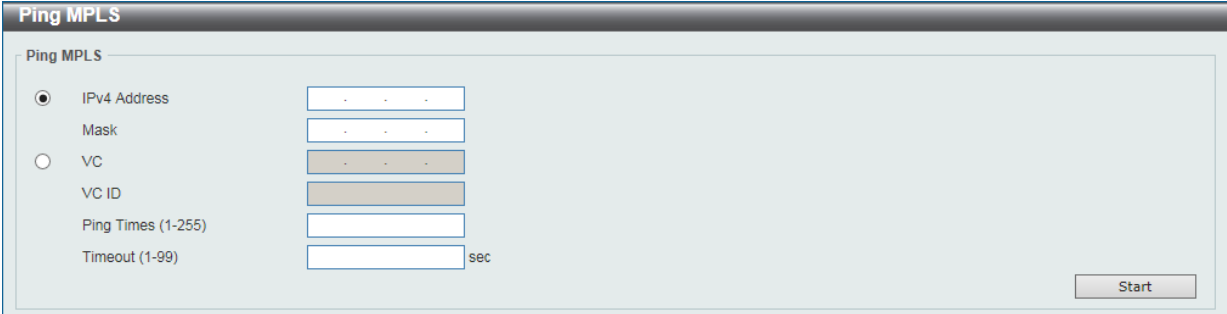 Ping MPLS
Ping MPLS
IPv4 Address . . .
Mask . . .
VC . . .
VC ID
Ping Times (1-255)
Timeout (1-99) sec
Start